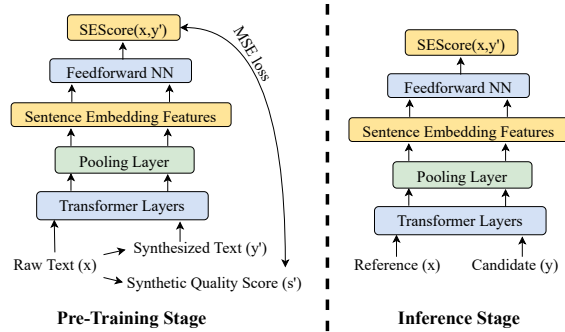 SEScore(x,y')
MSE loss
Feedforward NN
Sentence Embedding Features
Pooling Layer
Transformer Layers
Raw Text (x)
Synthesized Text (y')
Synthetic Quality Score (s')
Pre-Training Stage
SEScore(x,y')
Feedforward NN
Sentence Embedding Features
Pooling Layer
Transformer Layers
Reference (x)
Candidate (y)
Inference Stage